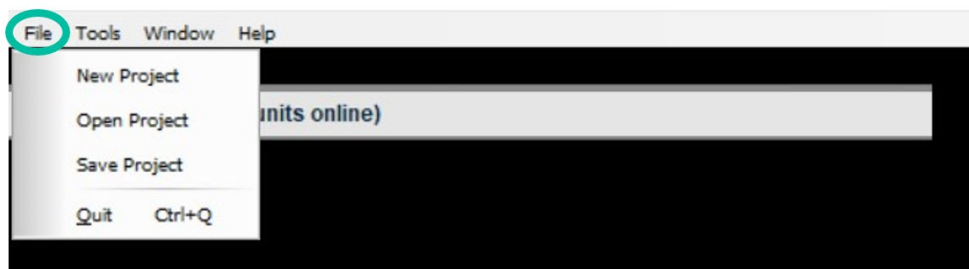 File Tools Window Help
New Project
Open Project
units online)
Save Project
Quit Ctrl+Q